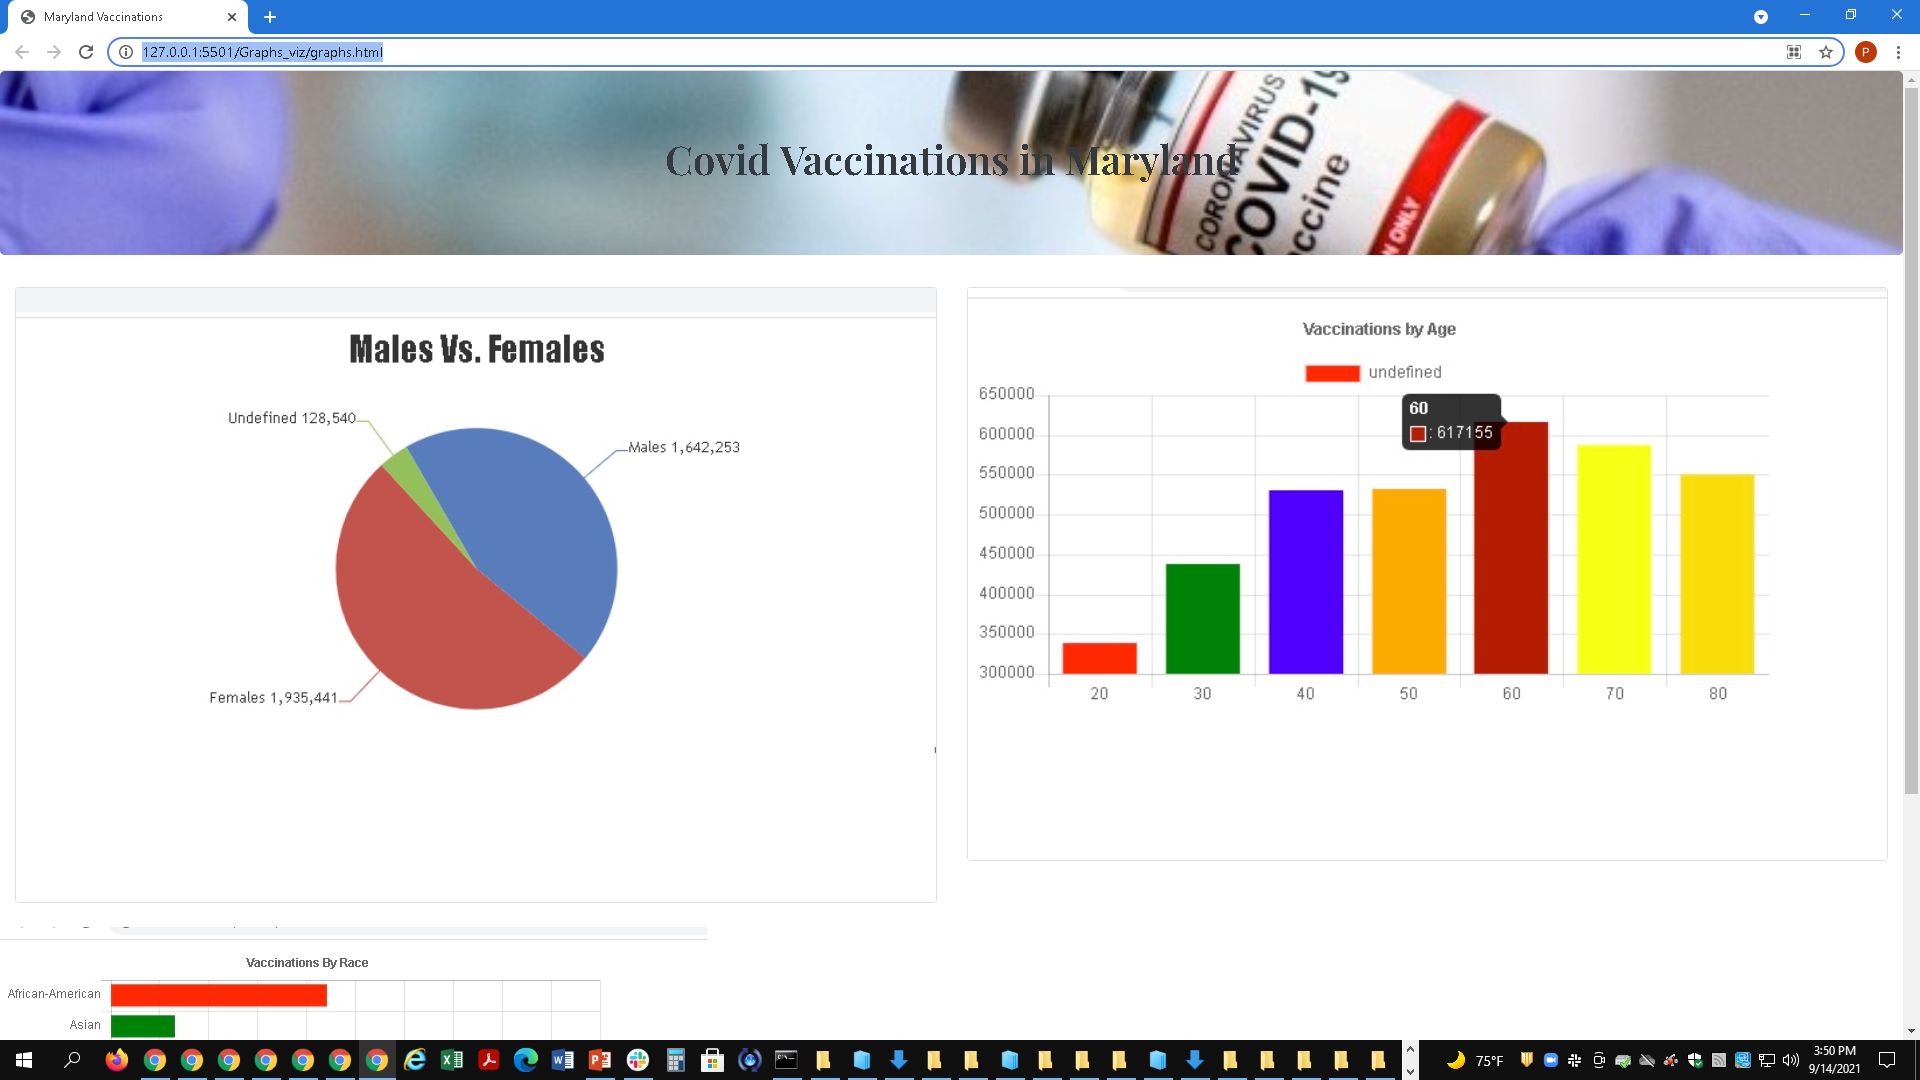 Maryland Vaccinations
127.0.0.1:5501/Graphs_viz/graphs.html
P
Covid Vaccinations in Maryland
CORONAVIRUS
COVID-19
accine
N ONLY
Males Vs. Females
Undefined 128,540
Males 1,642,253
Females 1,935,441
Vaccinations by Age
undefined
650000
600000
550000
500000
450000
400000
350000
300000
60
: 617155
20 30 40 50 60 70 80
Vaccinations By Race
African-American
Asian
75°F
3:50 PM
9/14/2021